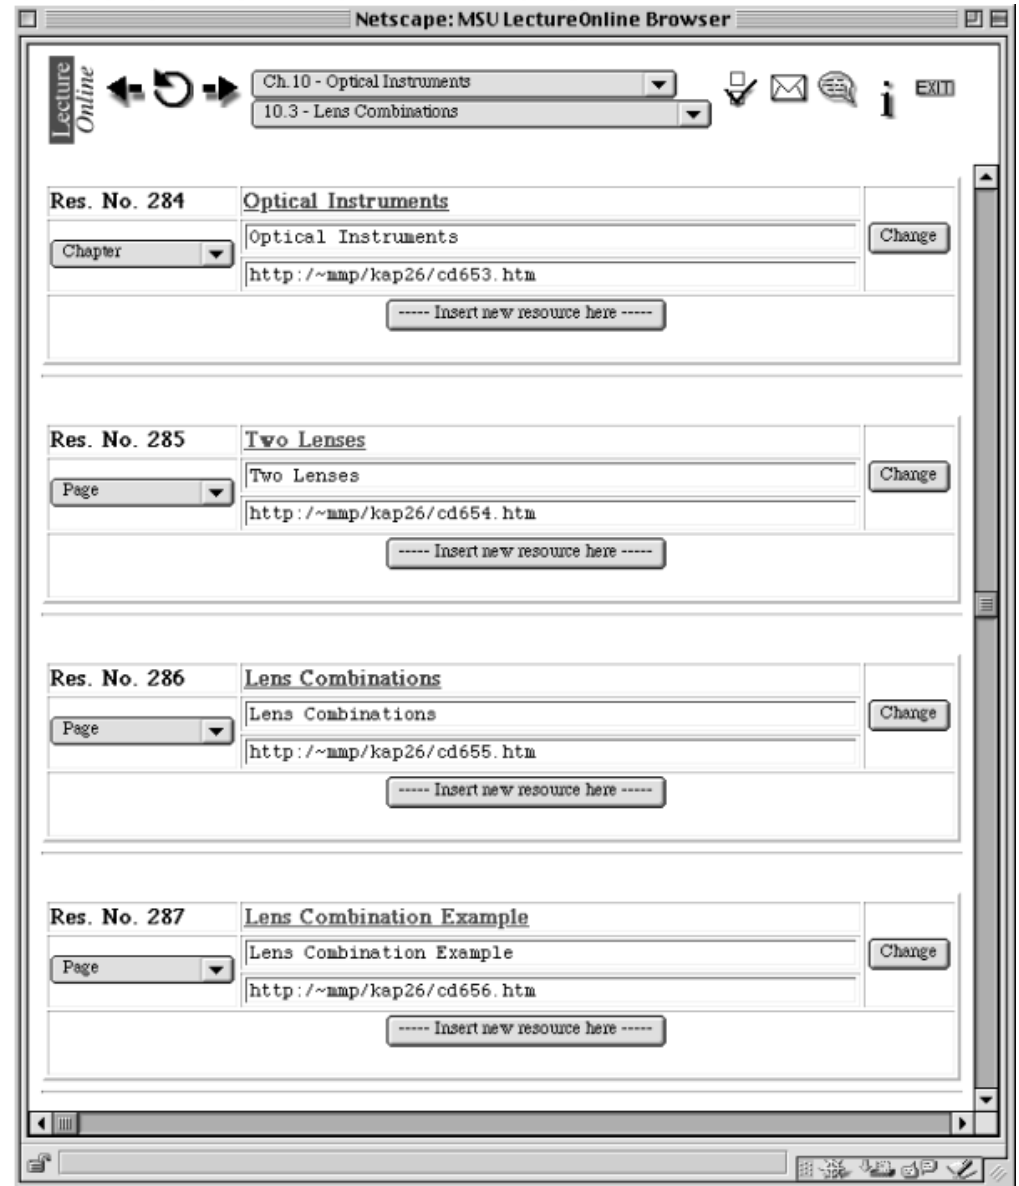 Netscape: MSU LectureOnline Browser
Lecture
Online
Ch.10 - Optical Instruments
10.3 - Lens Combinations
EXIT
Res. No. 284 Optical Instruments
Chapter
Optical Instruments
http:/~mmp/kap26/cd653.htm
Change
----- Insert new resource here -----
Res. No. 285 Two Lenses
Page
Two Lenses
http:/~mmp/kap26/cd654.htm
Change
----- Insert new resource here -----
Res. No. 286 Lens Combinations
Page
Lens Combinations
http:/~mmp/kap26/cd655.htm
Change
----- Insert new resource here -----
Res. No. 287 Lens Combination Example
Page
Lens Combination Example
http:/~mmp/kap26/cd656.htm
Change
----- Insert new resource here -----